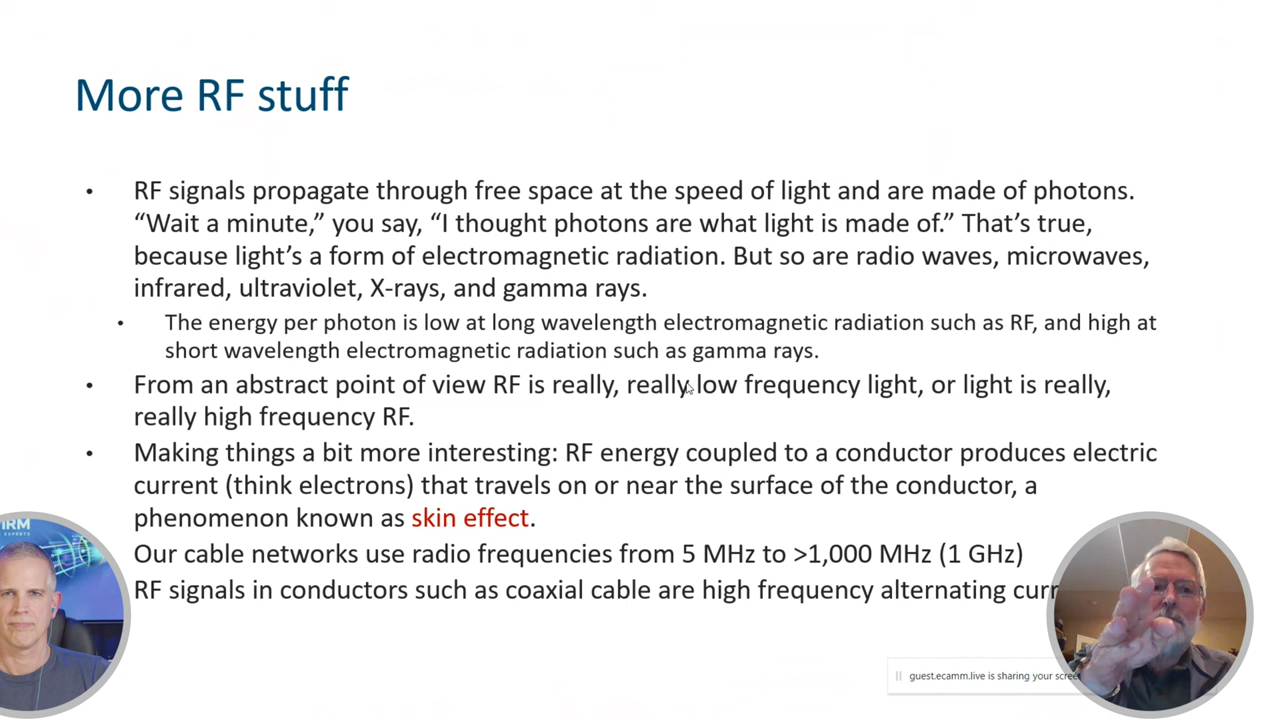 More RF stuff
• RF signals propagate through free space at the speed of light and are made of photons.
“Wait a minute,” you say, “I thought photons are what light is made of.” That’s true,
because light’s a form of electromagnetic radiation. But so are radio waves, microwaves,
infrared, ultraviolet, X-rays, and gamma rays.
• The energy per photon is low at long wavelength electromagnetic radiation such as RF, and high at
short wavelength electromagnetic radiation such as gamma rays.
• From an abstract point of view RF is really, really low frequency light, or light is really,
really high frequency RF.
• Making things a bit more interesting: RF energy coupled to a conductor produces electric
current (think electrons) that travels on or near the surface of the conductor, a
phenomenon known as skin effect.
Our cable networks use radio frequencies from 5 MHz to >1,000 MHz (1 GHz)
RF signals in conductors such as coaxial cable are high frequency alternating curr
guest.ecamm.live is sharing your scree